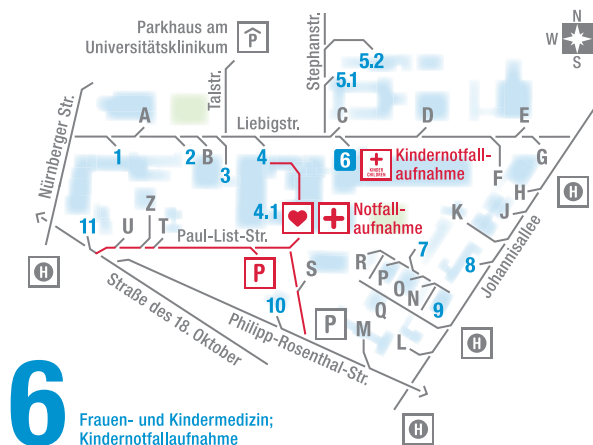 Parkhaus am
Universitätsklinikum
P
Stephanstr.
N
W
S
5.2
5.1
Talstr.
Nürnberger Str.
A
Liebigstr.
C
D
E
1
2
B
3
4
6
KINDER
CHILDREN
Kindernotfall-
aufnahme
F
G
H
H
4.1
Notfall-
aufnahme
K
J
Johannisallee
Z
11
U
T
Paul-List-Str.
7
8
H
P
S
R
P
O
N
9
Straße des 18. Oktober
10
Philipp-Rosenthal-Str.
P
Q
M
L
H
H
6
Frauen- und Kindermedizin;
Kindernotfallaufnahme